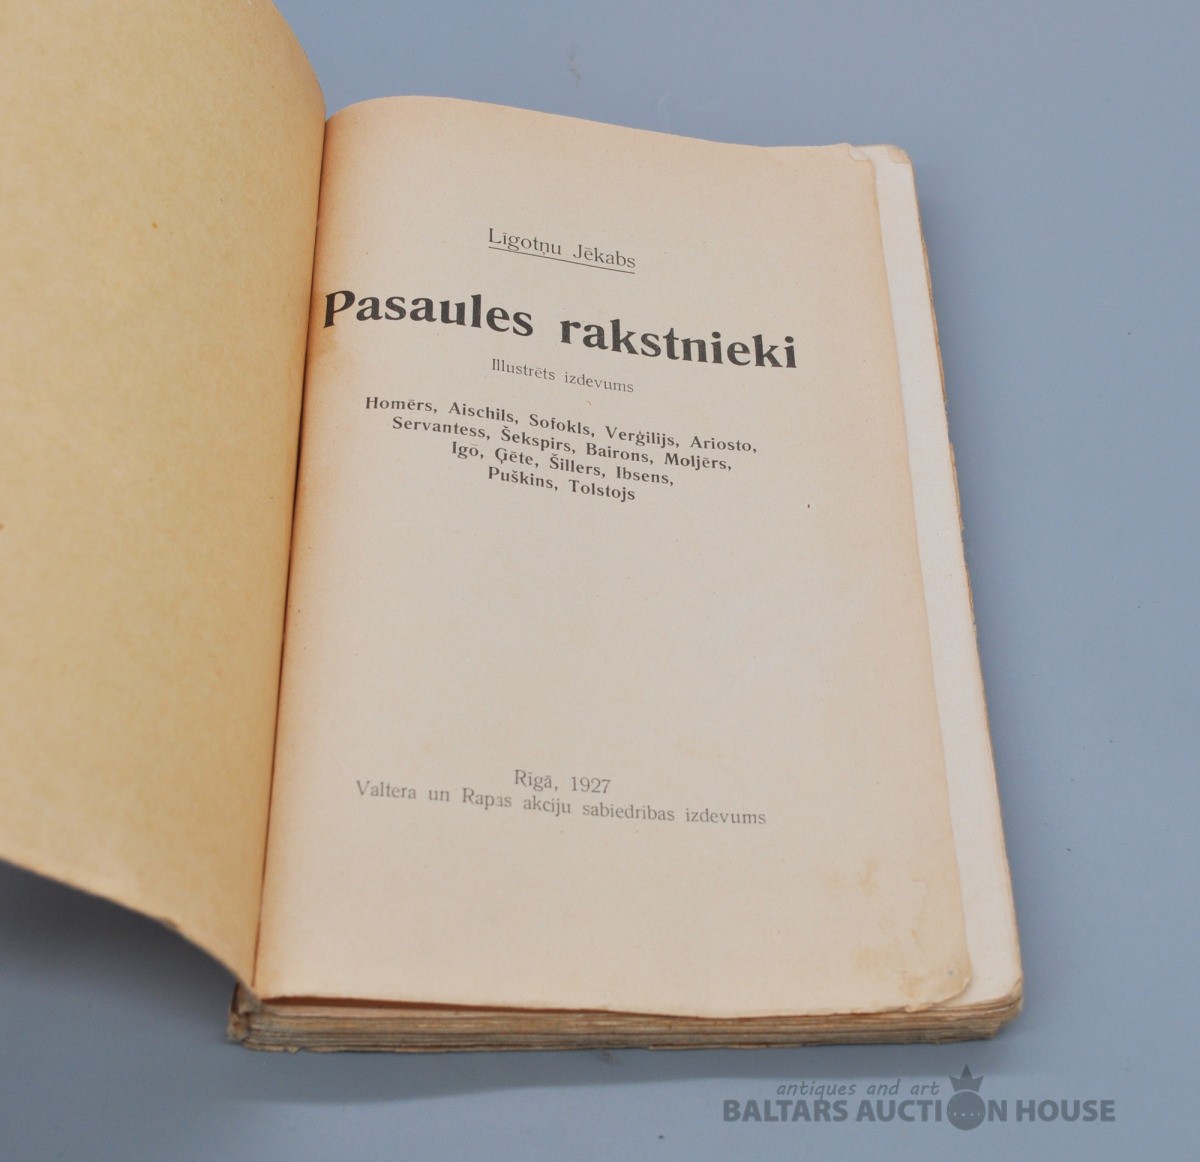 Līgotņu Jēkabs
Pasaules rakstnieki
Illustrēts izdevums
Homērs, Aischils, Sofokls, Verģilijs, Ariosto,
Servantess, Šekspirs, Bairons, Moljērs,
Igō, Ģēte, Šillers, Ibsens,
Puškins, Tolstojs
Rīgā, 1927
Valtera un Rapas akciju sabiedrības izdevums
antiques and art
BALTARS AUCTION HOUSE